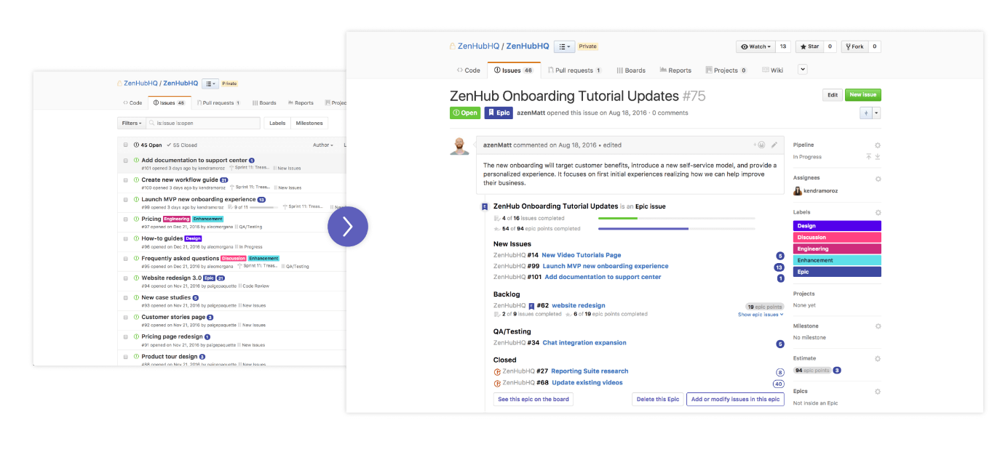 ZenHubHQ / ZenHubHQ Private
Code Issues 45 Pull requests 1 Boards Reports Projec
Filters is:issue is:open Labels Milestones
45 Open 55 Closed Author L
Add documentation to support center 1
#101 opened 3 days ago by kendramoroz Sprint 11: Treas... New Issues
Create new workflow guide 21
#100 opened 3 days ago by kendramoroz Sprint 11: Treas... New Issues
Launch MVP new onboarding experience 13
#99 opened 3 days ago by kendramoroz 9 of 11 Sprint 11: Treas... New
Pricing Engineering Enhancement
#97 opened on Dec 21, 2016 by alecmorgana QA/Testing
How-to guides Design
#96 opened on Dec 21, 2016 by alecmorgana In Progress
Frequently asked questions Discussion Enhancement
#95 opened on Dec 21, 2016 by alecmorgana Sprint 11: Treas... QA/Testing
Website redesign 3.0 Epic 21
#94 opened on Nov 21, 2016 by paigepaquette Code Review
New case studies 5
#93 opened on Nov 21, 2016 by paigepaquette New Issues
Customer stories page 3
#92 opened on Nov 21, 2016 by paigepaquette New Issues
Pricing page redesign 1
#91 opened on Nov 21, 2016 by paigepaquette New Issues
Product tour design 3
#88 opened on Nov 21, 2016 by paigepaquette New Issues
ZenHubHQ / ZenHubHQ Private Watch 13 Star 0 Fork 0
Code Issues 46 Pull requests 1 Boards Reports Projects 0 Wiki
ZenHub Onboarding Tutorial Updates #75 Edit New issue
Open Epic azenMatt opened this issue on Aug 18, 2016 · 0 comments
azenMatt commented on Aug 18, 2016 • edited
The new onboarding will target customer benefits, introduce a new self-service model, and provide a
personalized experience. It focuses on first initial experiences realizing how we can help improve
their business.
ZenHub Onboarding Tutorial Updates is an Epic issue
4 of 16 issues completed
54 of 94 epic points completed
New Issues
ZenHubHQ #14 New Video Tutorials Page 5
ZenHubHQ #99 Launch MVP new onboarding experience 13
ZenHubHQ #101 Add documentation to support center 1
Backlog
ZenHubHQ #62 website redesign 19 epic points
2 of 9 issues completed 6 of 19 epic points completed Show epic issues
QA/Testing
ZenHubHQ #34 Chat integration expansion 5
Closed
ZenHubHQ #27 Reporting Suite research 8
ZenHubHQ #68 Update existing videos 40
See this epic on the board Delete this Epic Add or modify issues in this epic
Pipeline
In Progress
Assignees
kendramoroz
Labels
Design
Discussion
Engineering
Enhancement
Epic
Projects
None yet
Milestone
No milestone
Estimate
94 epic points 3
Epics
Not inside an Epic